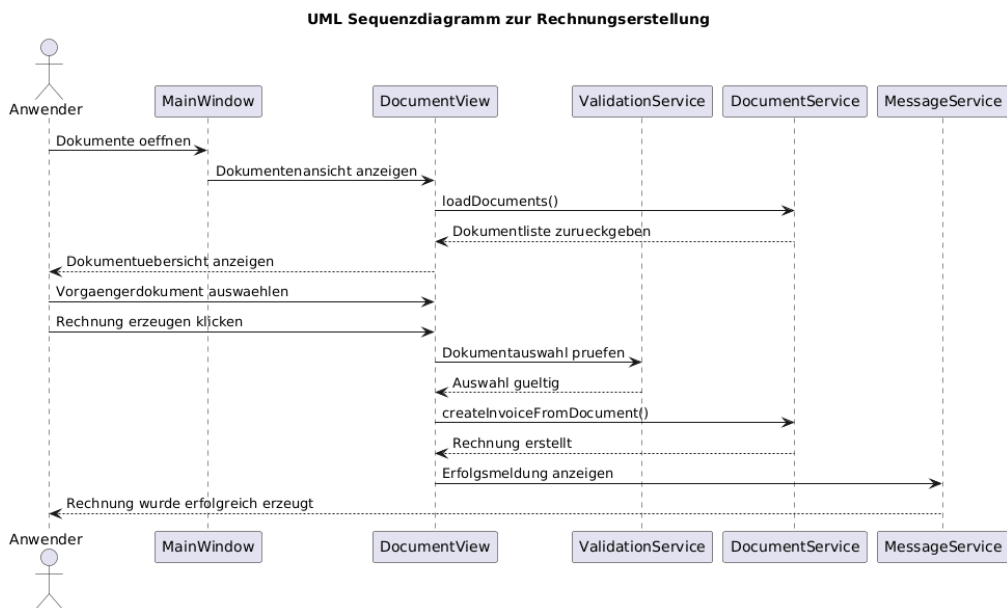 UML Sequenzdiagramm zur Rechnungserstellung
Anwender
MainWindow
DocumentView
ValidationService
DocumentService
MessageService
Dokumente oeffnen
Dokumentenansicht anzeigen
loadDocuments()
Dokumentliste zurueckgeben
Dokumentuebersicht anzeigen
Vorgaengerdokument auswaehlen
Rechnung erzeugen klicken
Dokumentauswahl pruefen
Auswahl gueltig
createInvoiceFromDocument()
Rechnung erstellt
Erfolgsmeldung anzeigen
Rechnung wurde erfolgreich erzeugt
Anwender
MainWindow
DocumentView
ValidationService
DocumentService
MessageService